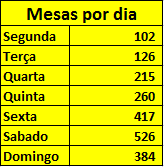 Mesas por dia
Segunda 102
Terça 126
Quarta 215
Quinta 260
Sexta 417
Sabado 526
Domingo 384